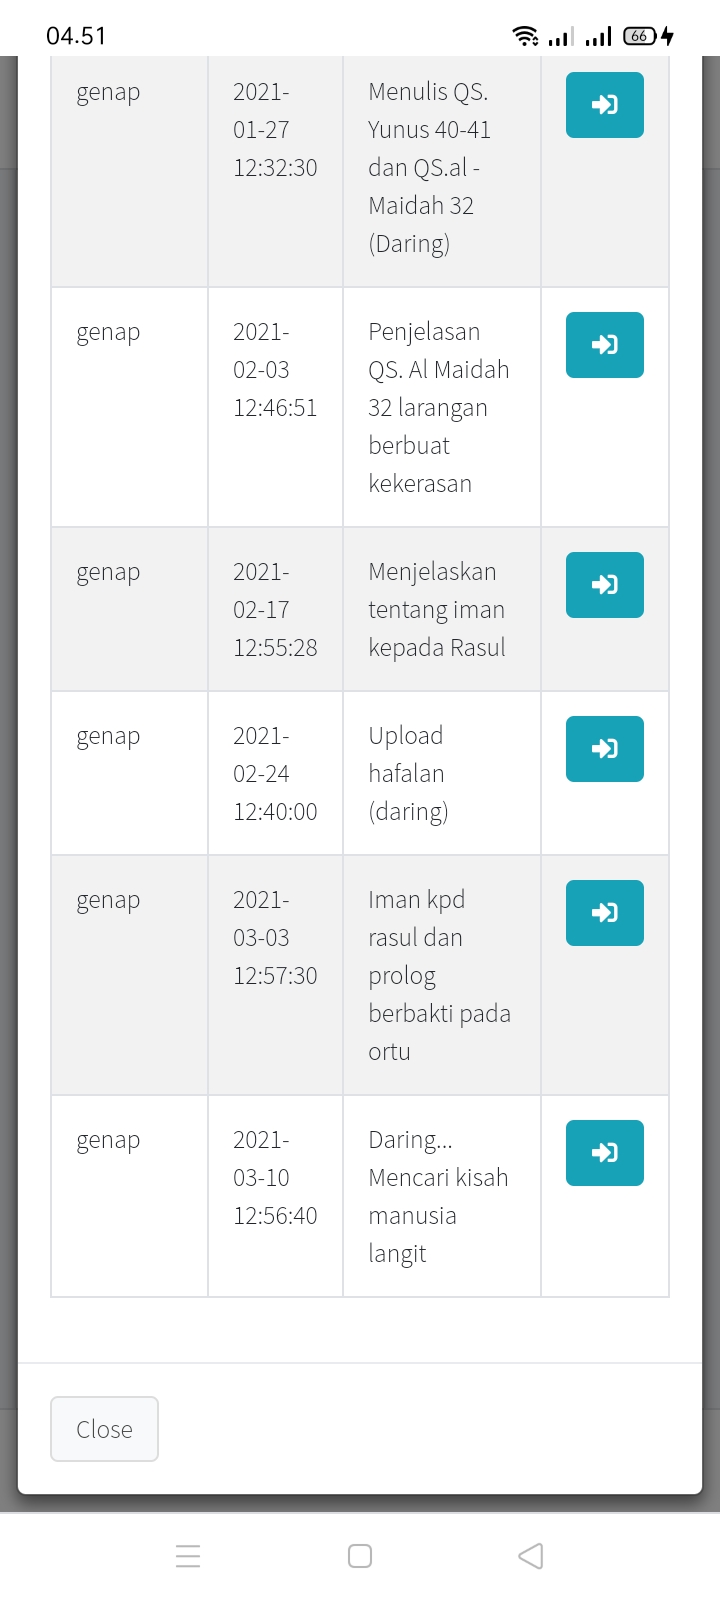 04.51
66
genap
2021-
01-27
12:32:30
Menulis QS.
Yunus 40-41
dan QS.al -
Maidah 32
(Daring)
genap
2021-
02-03
12:46:51
Penjelasan
QS. Al Maidah
32 larangan
berbuat
kekerasan
genap
2021-
02-17
12:55:28
Menjelaskan
tentang iman
kepada Rasul
genap
2021-
02-24
12:40:00
Upload
hafalan
(daring)
genap
2021-
03-03
12:57:30
Iman kpd
rasul dan
prolog
berbakti pada
ortu
genap
2021-
03-10
12:56:40
Daring...
Mencari kisah
manusia
langit
Close